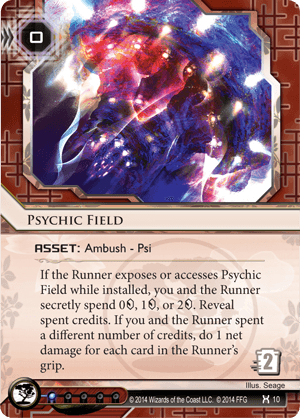 0
PSYCHIC FIELD
ASSET: Ambush - Psi
If the Runner exposes or accesses Psychic
Field while installed, you and the Runner
secretly spend 0, 1, or 2. Reveal
spent credits. If you and the Runner spent
a different number of credits, do 1 net
damage for each card in the Runner's
grip.
2
Illus. Seage
© 2014 Wizards of the Coast LLC. © 2014 FFG
10